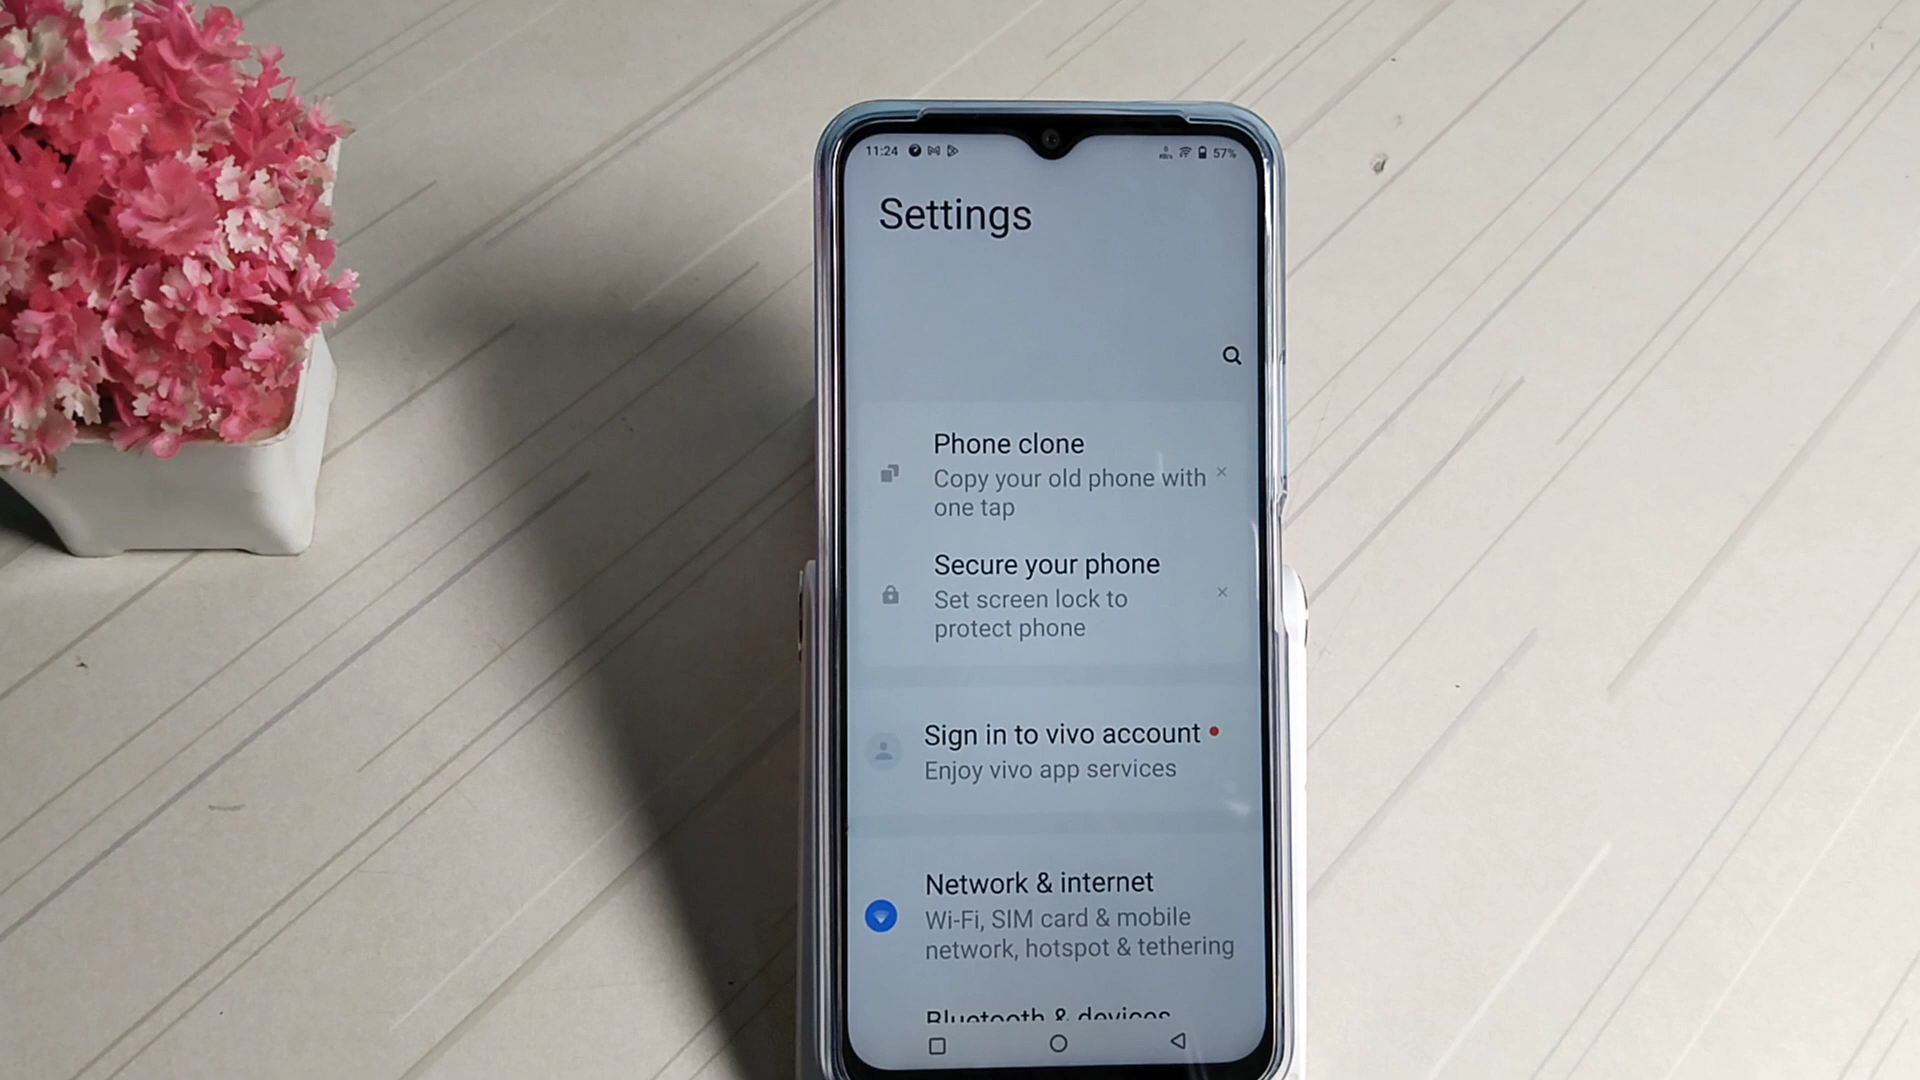 11:24
0
KB/s
57%
Settings
Phone clone
Copy your old phone with
one tap
Secure your phone
Set screen lock to
protect phone
Sign in to vivo account
Enjoy vivo app services
Network & internet
Wi-Fi, SIM card & mobile
network, hotspot & tethering
Bluetooth & devices